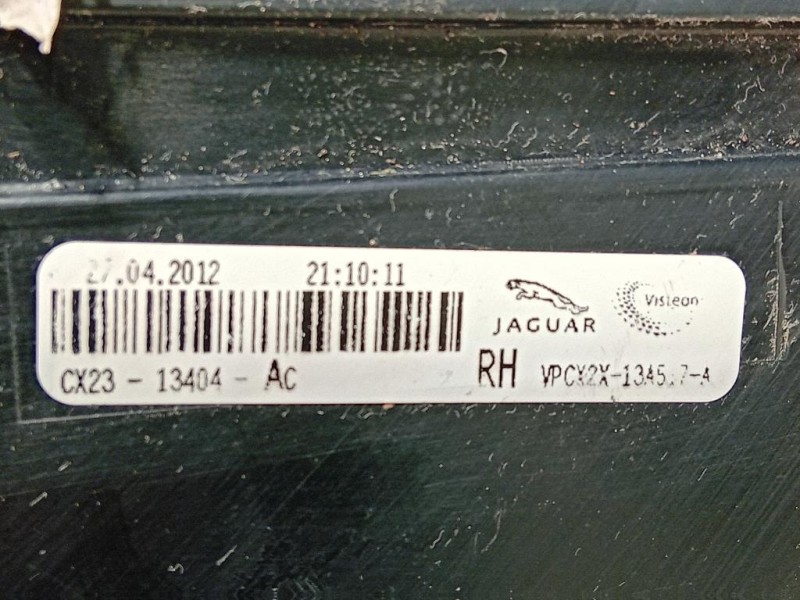 27.04.2012 21:10:11
JAGUAR
Visteon
CX23 - 13404 - AC
RH